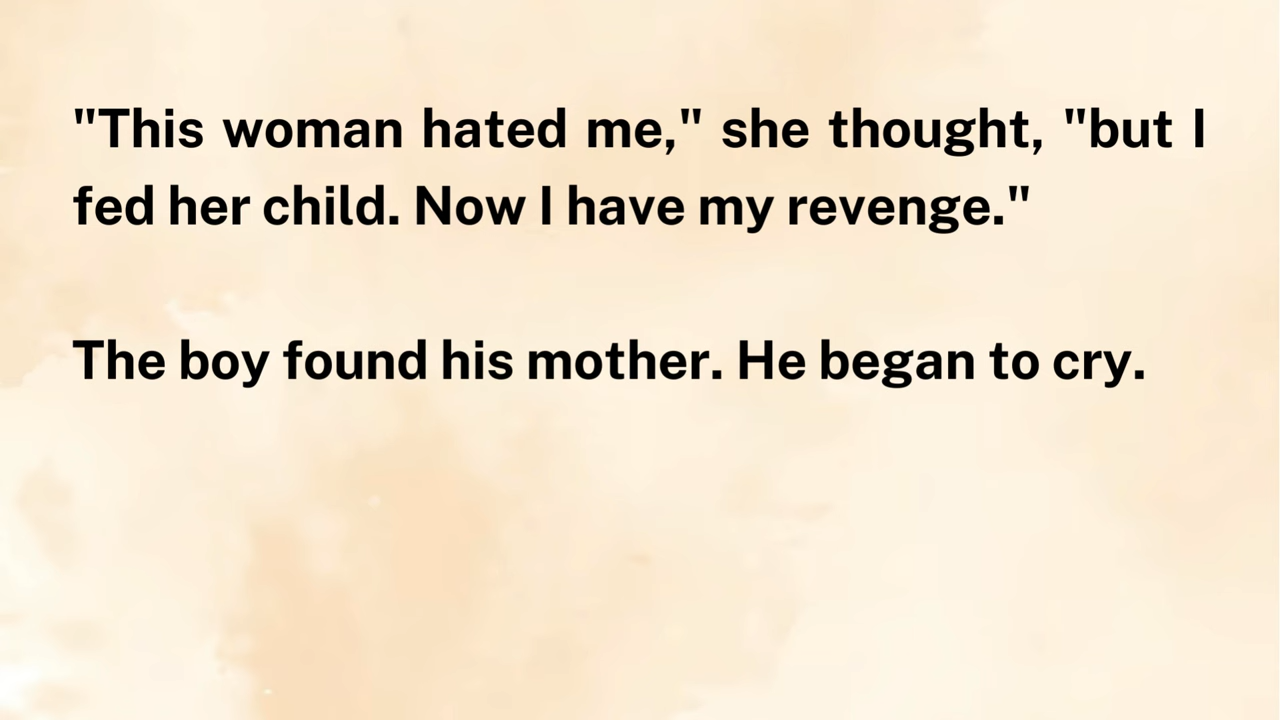 "This woman hated me," she thought, "but I
fed her child. Now I have my revenge."
The boy found his mother. He began to cry.